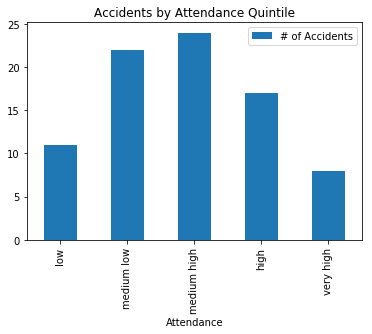 Accidents by Attendance Quintile
# of Accidents
25
20
15
10
5
0
low
medium low
medium high
high
very high
Attendance